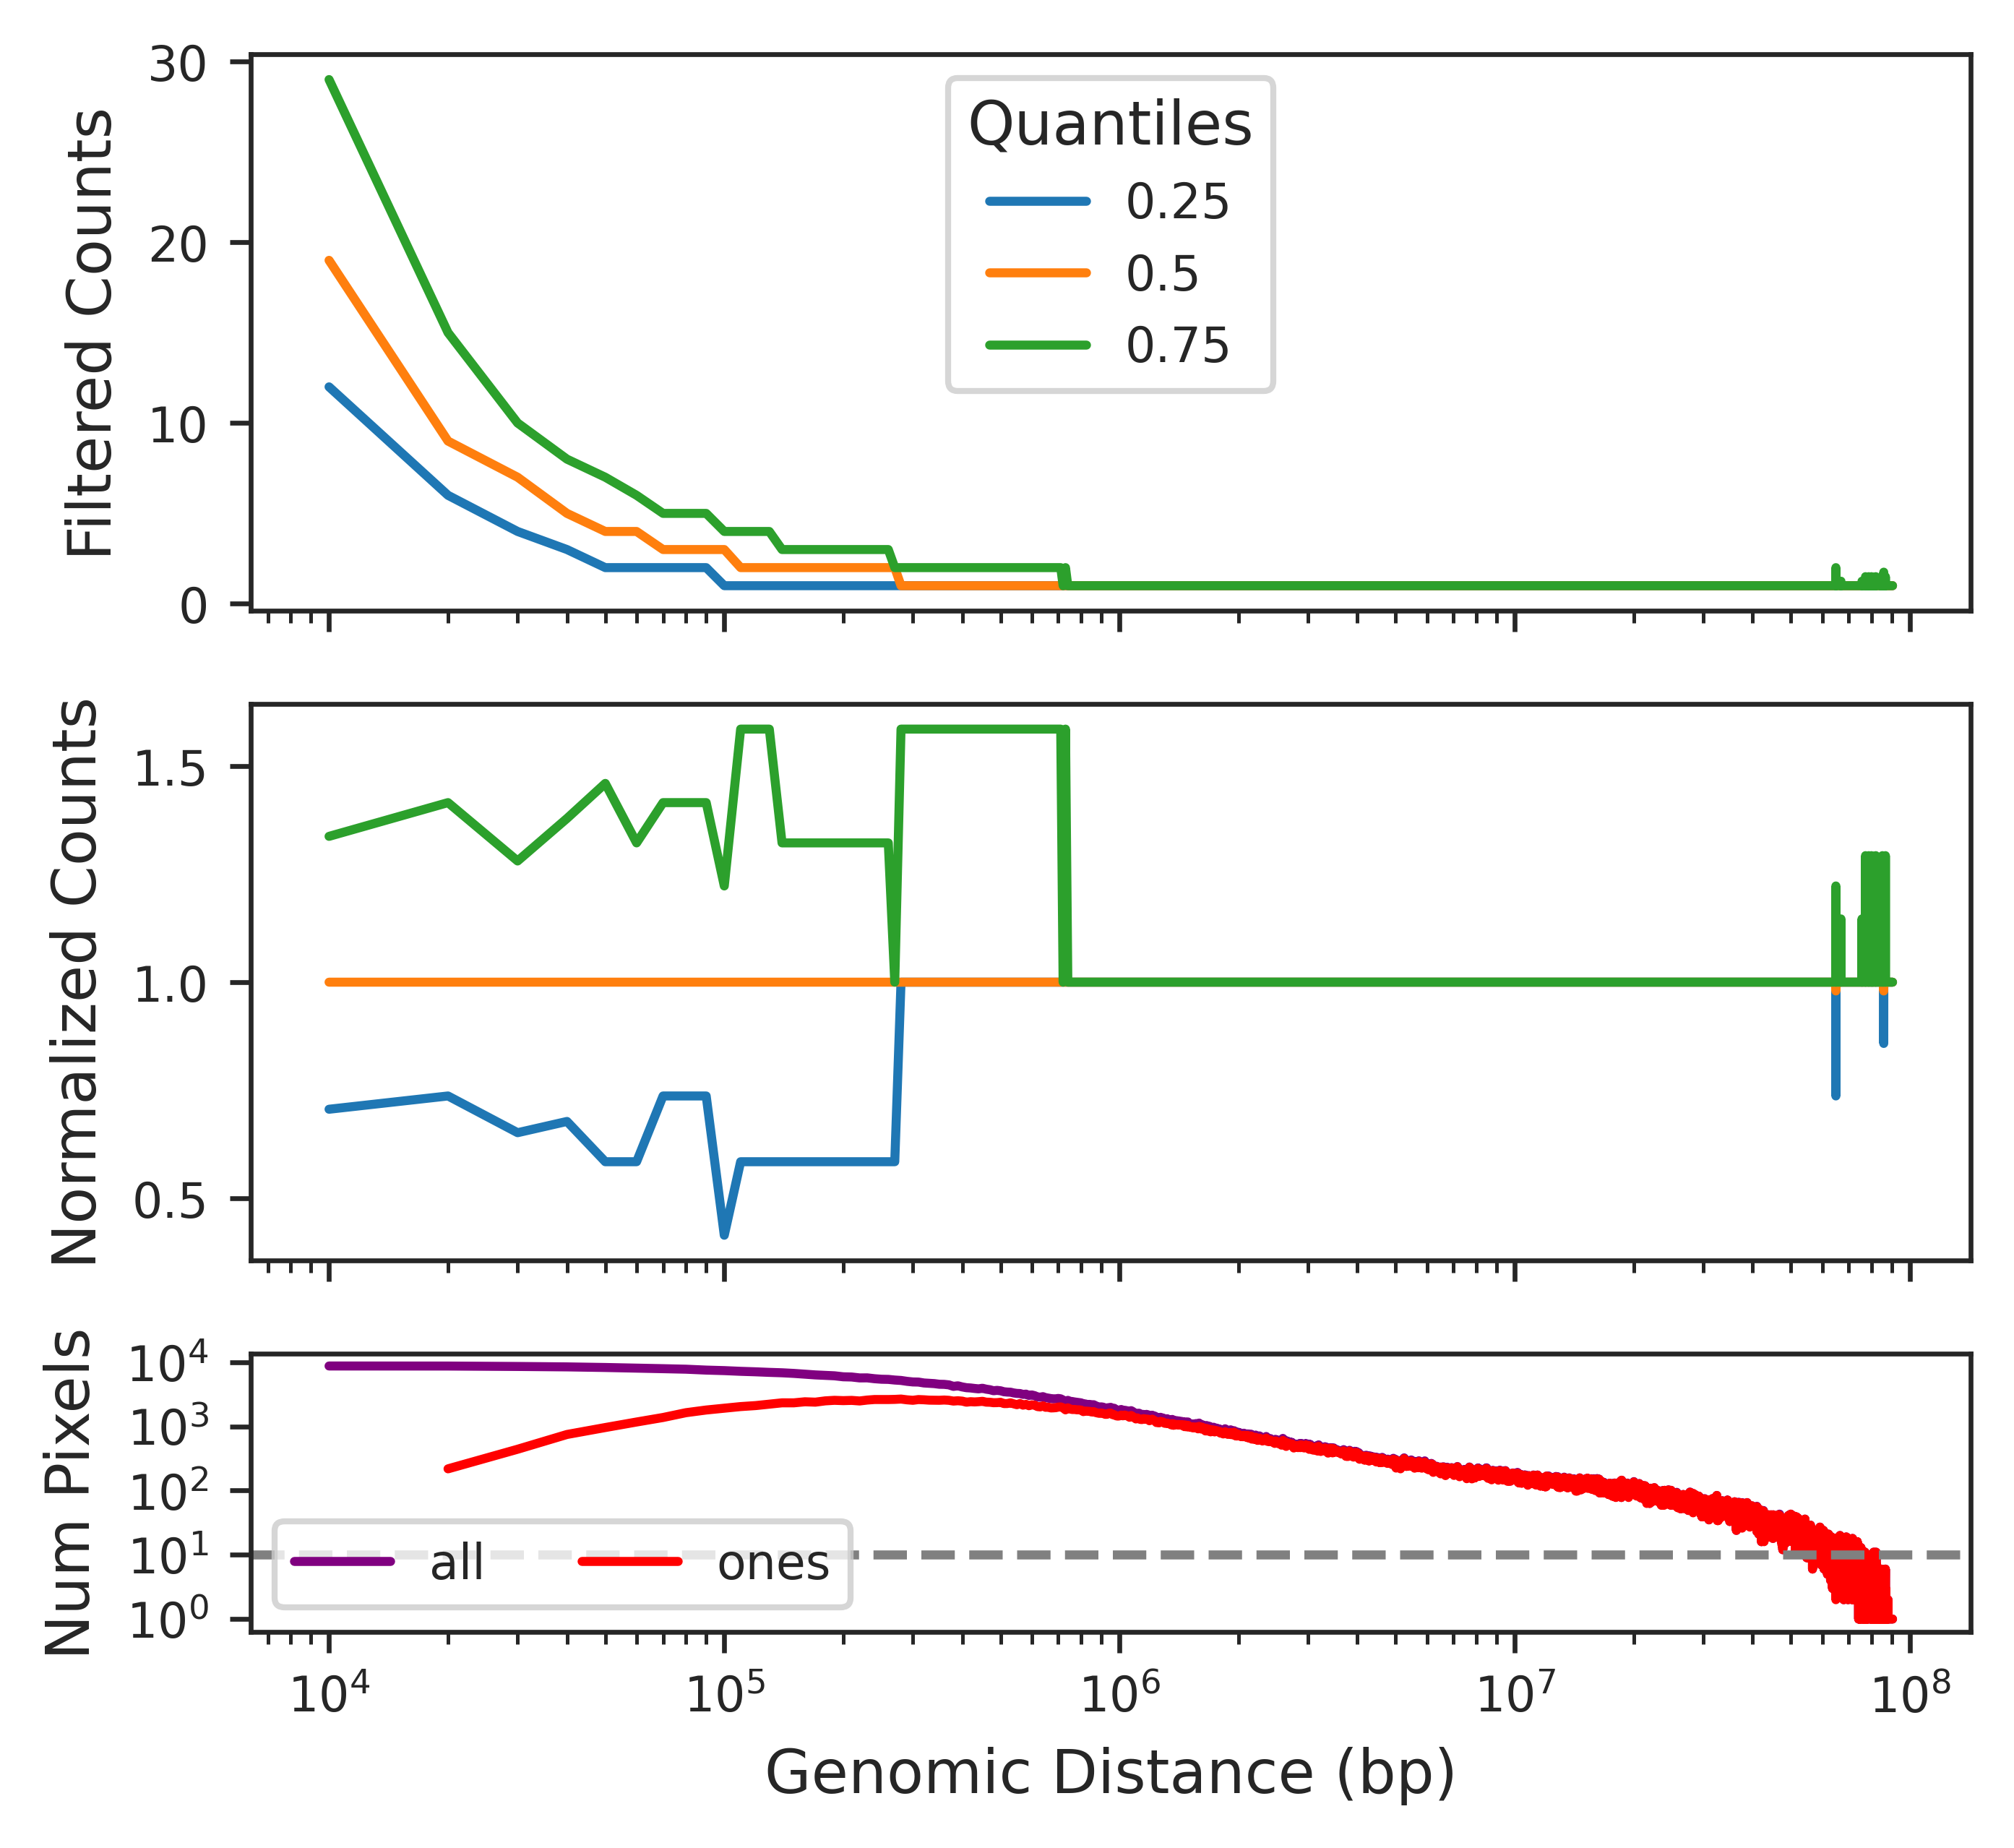 Filtered Counts
30
20
10
0
Quantiles
0.25
0.5
0.75
Normalized Counts
1.5
1.0
0.5
Num Pixels
10⁴
10³
10²
10¹
10⁰
all ones
10⁴ 10⁵ 10⁶ 10⁷ 10⁸
Genomic Distance (bp)